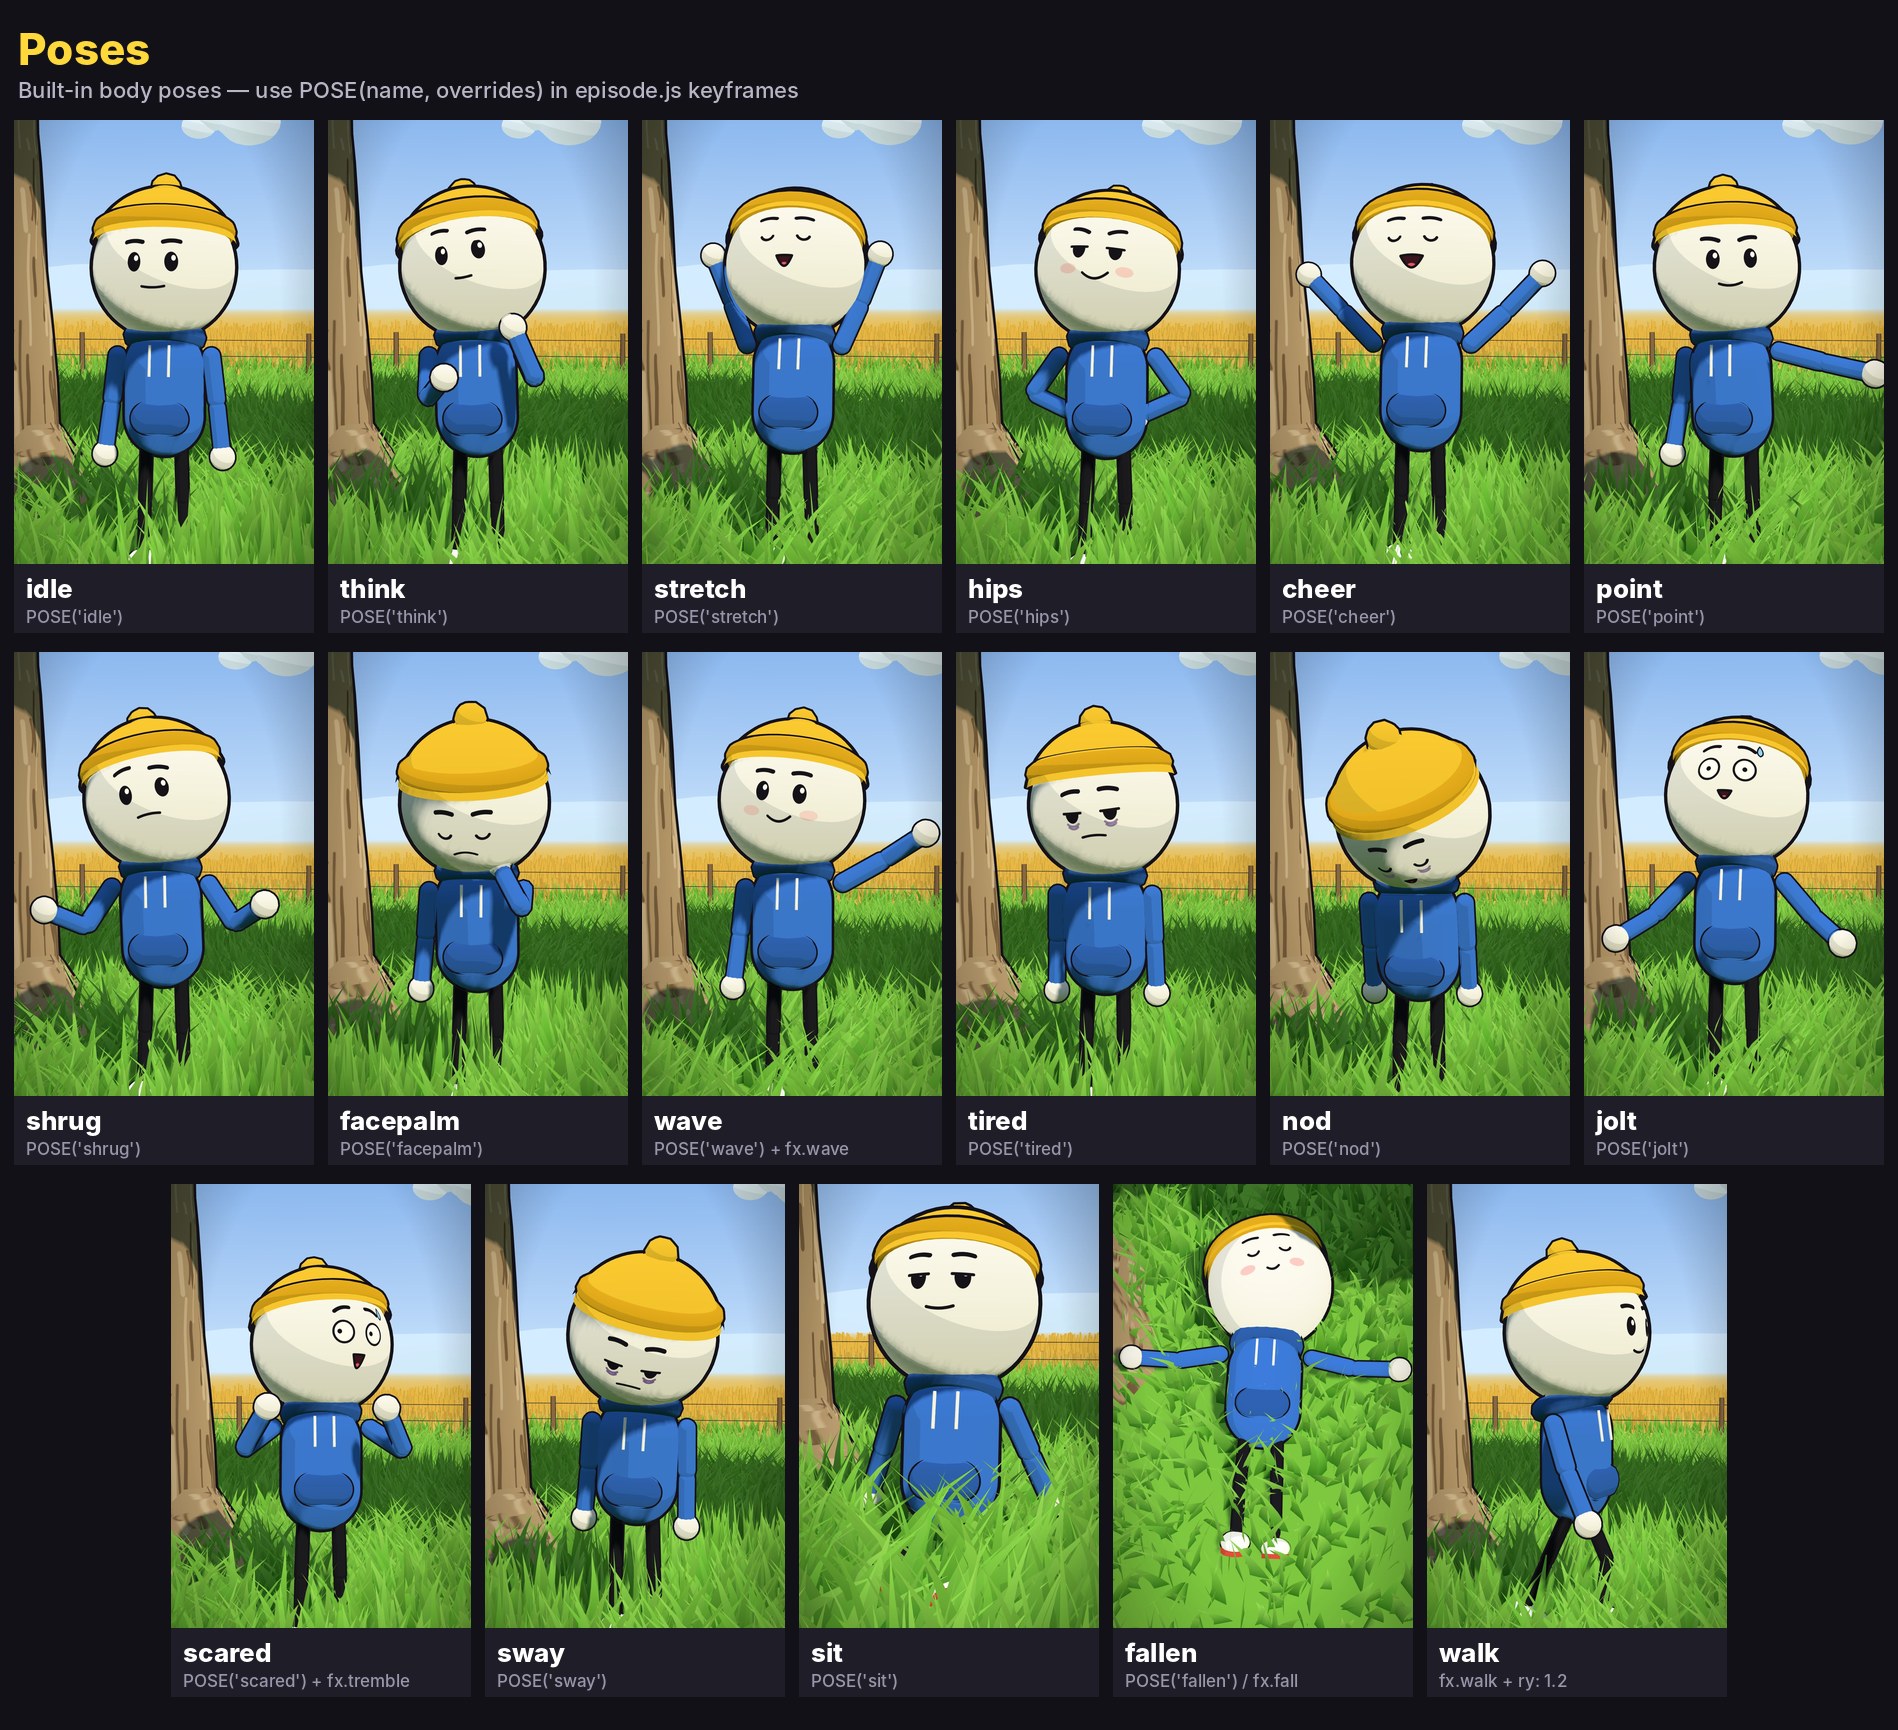 Poses
Built-in body poses — use POSE(name, overrides) in episode.js keyframes
idle
POSE('idle')
think
POSE('think')
stretch
POSE('stretch')
hips
POSE('hips')
cheer
POSE('cheer')
point
POSE('point')
shrug
POSE('shrug')
facepalm
POSE('facepalm')
wave
POSE('wave') + fx.wave
tired
POSE('tired')
nod
POSE('nod')
jolt
POSE('jolt')
scared
POSE('scared') + fx.tremble
sway
POSE('sway')
sit
POSE('sit')
fallen
POSE('fallen') / fx.fall
walk
fx.walk + ry: 1.2